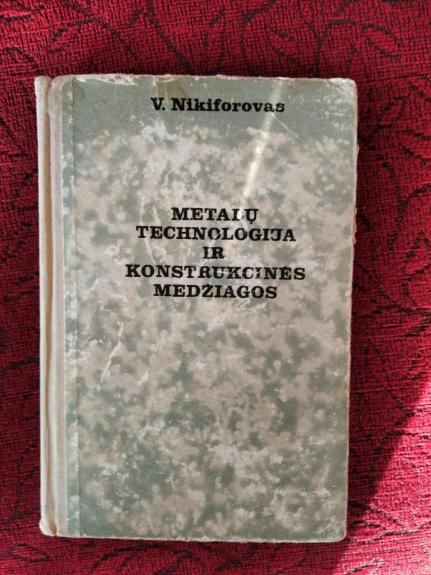 V. Nikiforovas
METALŲ
TECHNOLOGIJA
IR
KONSTRUKCINĖS
MEDŽIAGOS